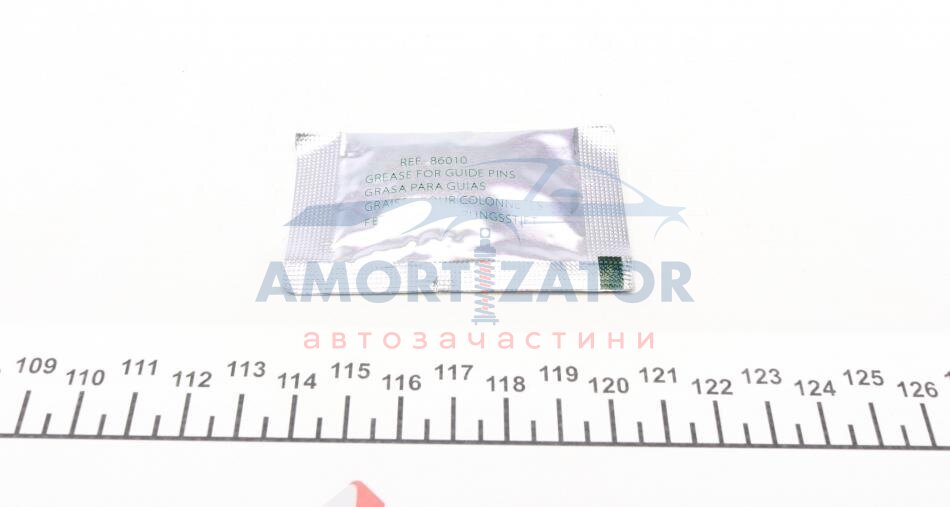 REF. 86010
GREASE FOR GUIDE PINS
GRASA PARA GUIAS
AMORTIZATOR
автозачастини
109 110 111 112 113 114 115 116 117 118 119 120 121 122 123 124 125 126